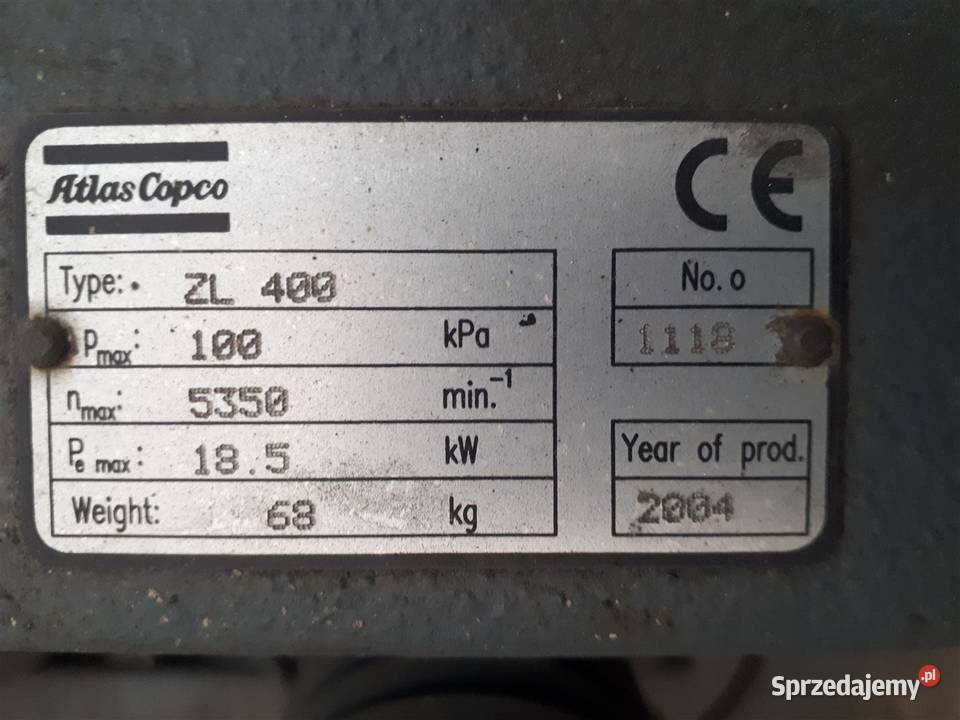 Atlas Copco
CE
Type: ZL 400
Pmax: 100 kPa
nmax: 5350 min.⁻¹
Pe max: 18.5 kW
Weight: 68 kg
No. o
1118
Year of prod.
2004
Sprzedajemy.pl